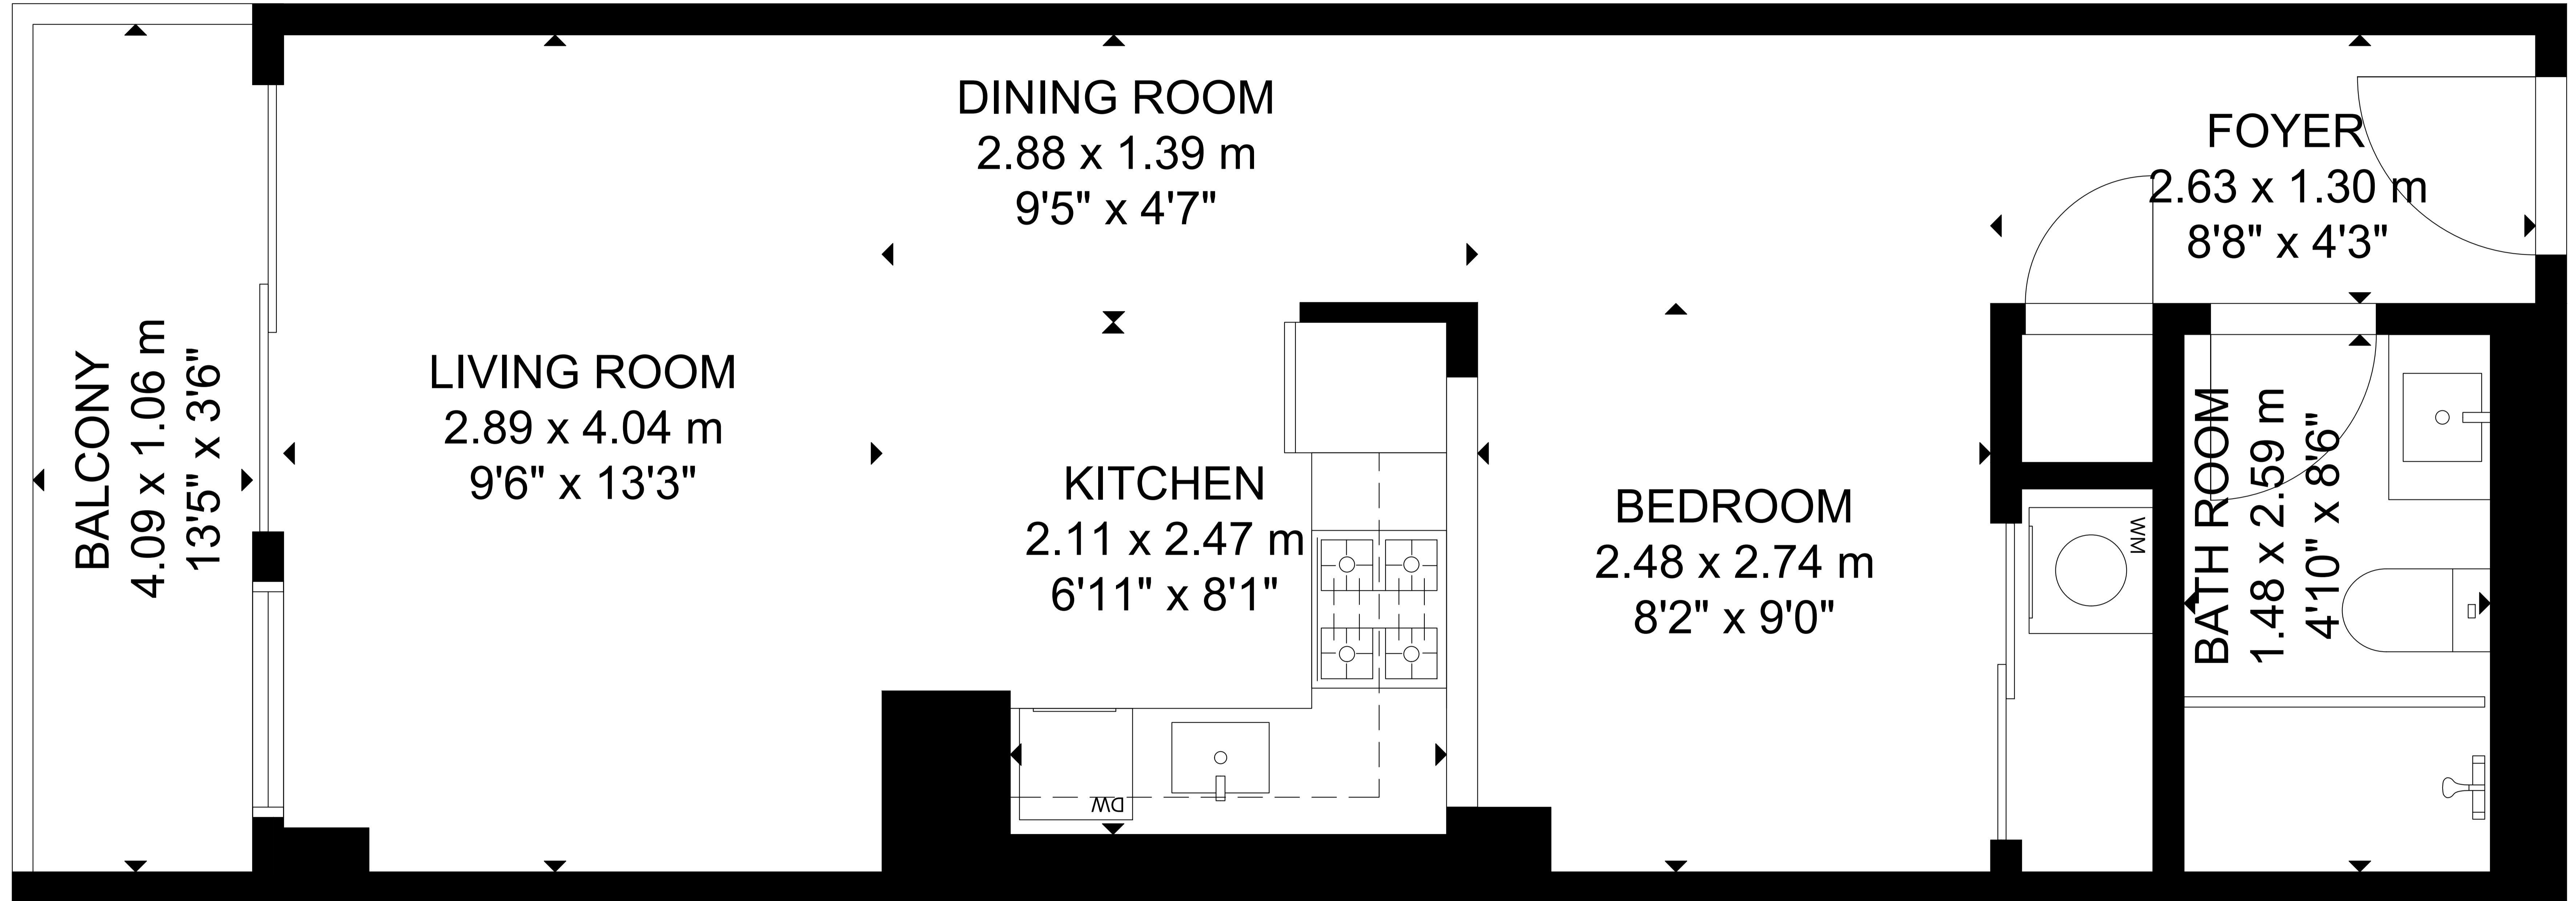 DINING ROOM
2.88 x 1.39 m
9'5" x 4'7"
FOYER
2.63 x 1.30 m
8'8" x 4'3"
BALCONY
4.09 x 1.06 m
13'5" x 3'6"
LIVING ROOM
2.89 x 4.04 m
9'6" x 13'3"
KITCHEN
2.11 x 2.47 m
6'11" x 8'1"
BEDROOM
2.48 x 2.74 m
8'2" x 9'0"
WM
BATH ROOM
1.48 x 2.59 m
4'10" x 8'6"
DW